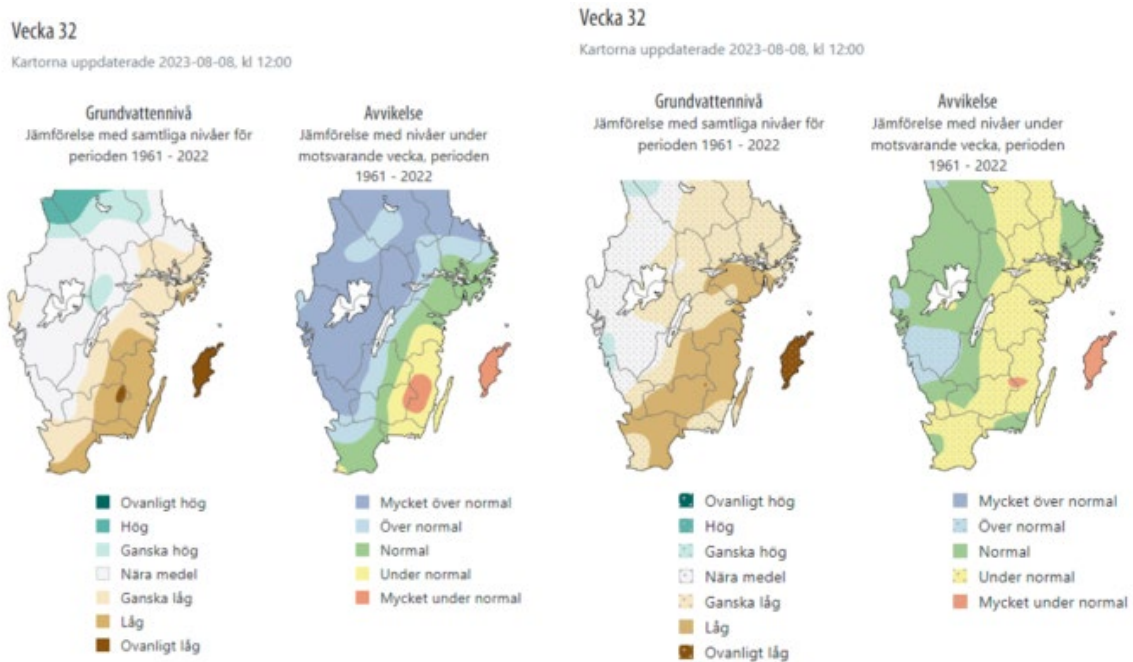 Vecka 32
Kartorna uppdaterade 2023-08-08, kl 12:00
Grundvattennivå
Jämförelse med samtliga nivåer för
perioden 1961 - 2022
Avvikelse
Jämförelse med nivåer under
motsvarande vecka, perioden
1961 - 2022
Ovanligt hög
Hög
Ganska hög
Nära medel
Ganska låg
Låg
Ovanligt låg
Mycket över normal
Över normal
Normal
Under normal
Mycket under normal
Vecka 32
Kartorna uppdaterade 2023-08-08, kl 12:00
Grundvattennivå
Jämförelse med samtliga nivåer för
perioden 1961 - 2022
Avvikelse
Jämförelse med nivåer under
motsvarande vecka, perioden
1961 - 2022
Ovanligt hög
Hög
Ganska hög
Nära medel
Ganska låg
Låg
Ovanligt låg
Mycket över normal
Över normal
Normal
Under normal
Mycket under normal